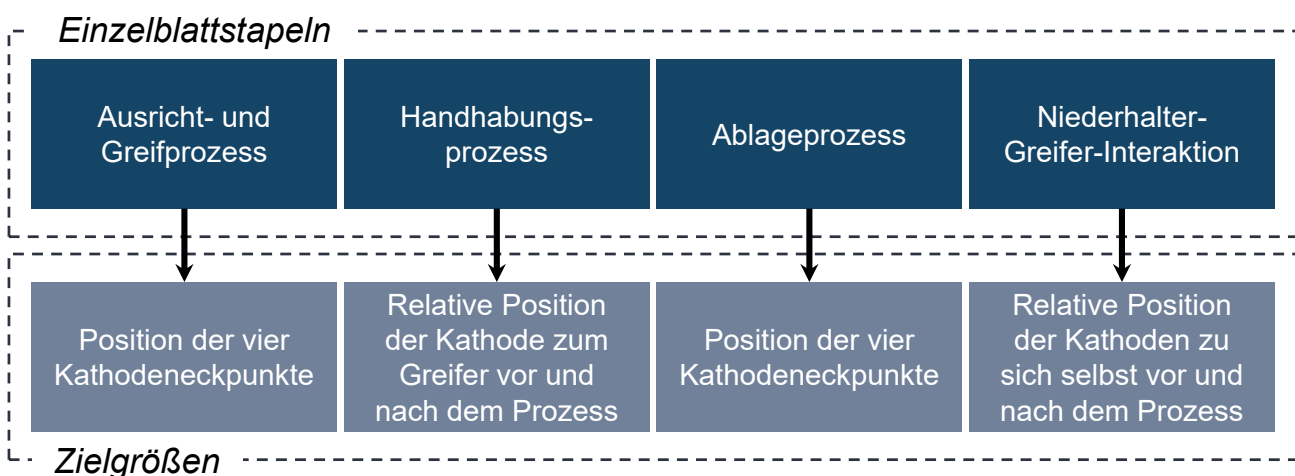 Einzelblattstapeln
Ausricht- und
Greifprozess
Handhabungs-
prozess
Ablageprozess
Niederhalter-
Greifer-Interaktion
Position der vier
Kathodeneckpunkte
Relative Position
der Kathode zum
Greifer vor und
nach dem Prozess
Position der vier
Kathodeneckpunkte
Relative Position
der Kathoden zu
sich selbst vor und
nach dem Prozess
Zielgrößen